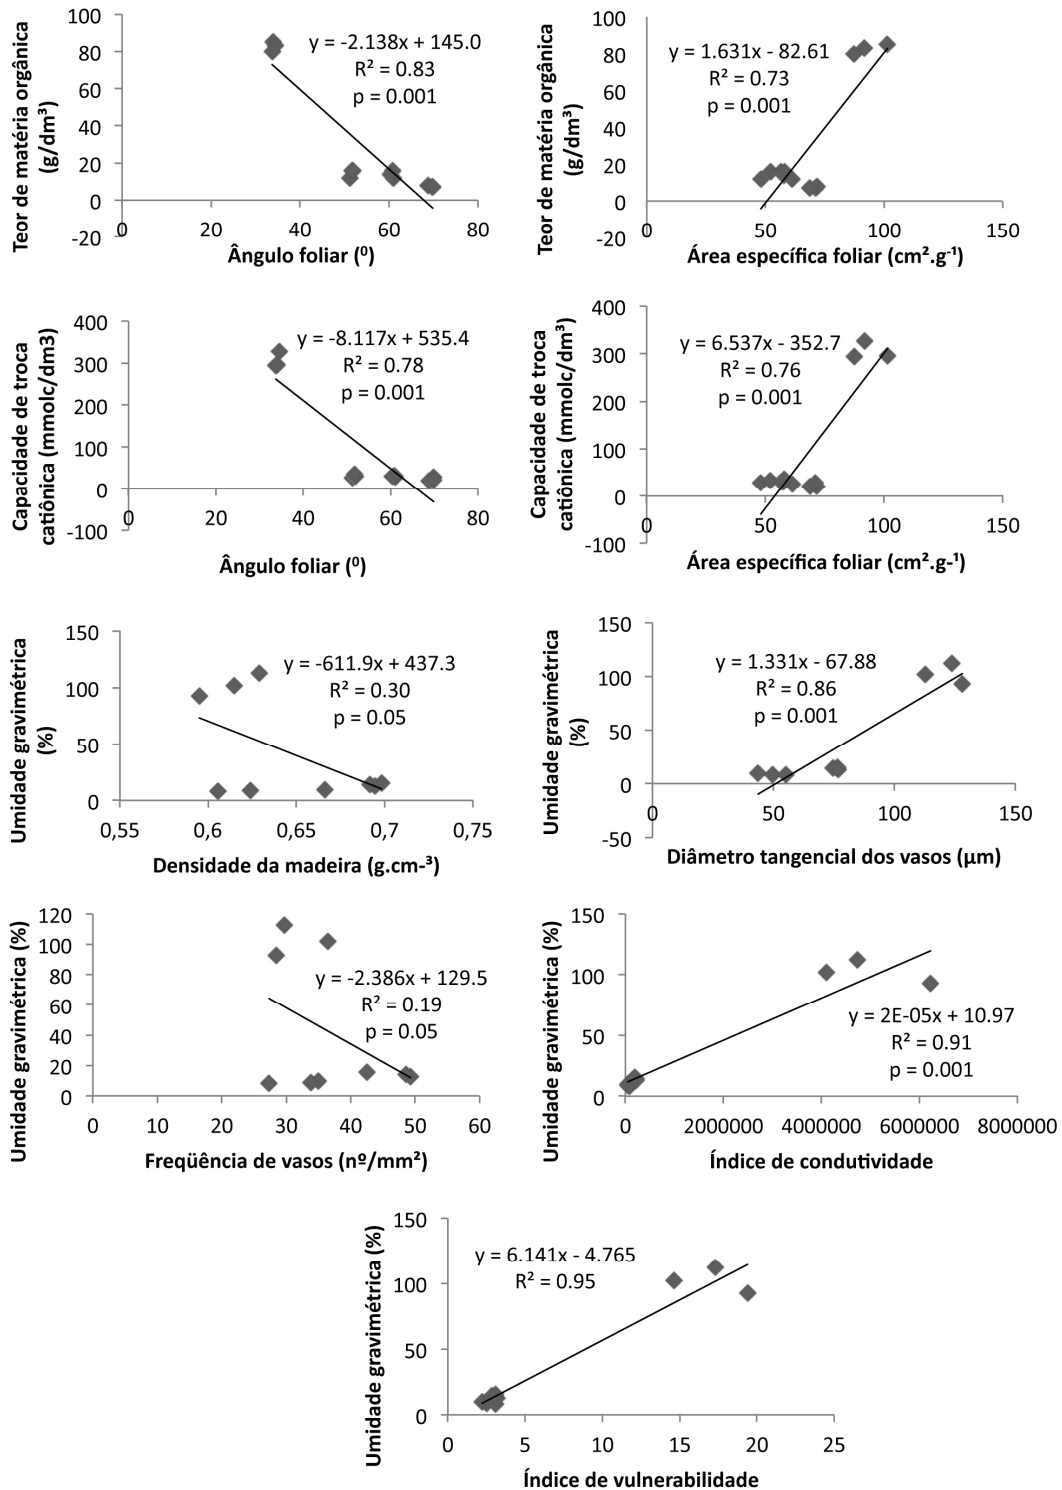 Teor de matéria orgânica
(g/dm³)
100
80
60
40
20
0
-20
0 20 40 60 80
y = -2.138x + 145.0
R² = 0.83
p = 0.001
Ângulo foliar (⁰)
Teor de matéria orgânica
(g/dm³)
100
80
60
40
20
0
-20
0 50 100 150
y = 1.631x - 82.61
R² = 0.73
p = 0.001
Área específica foliar (cm².g⁻¹)
Capacidade de troca
catiônica (mmolc/dm3)
400
300
200
100
0
-100
0 20 40 60 80
y = -8.117x + 535.4
R² = 0.78
p = 0.001
Ângulo foliar (⁰)
Capacidade de troca
catiônica (mmolc/dm³)
400
300
200
100
0
-100
0 50 100 150
y = 6.537x - 352.7
R² = 0.76
p = 0.001
Área específica foliar (cm².g-¹)
Umidade gravimétrica
(%)
150
100
50
0
0,55 0,6 0,65 0,7 0,75
y = -611.9x + 437.3
R² = 0.30
p = 0.05
Densidade da madeira (g.cm-³)
Umidade gravimétrica
(%)
150
100
50
0
-50
0 50 100 150
y = 1.331x - 67.88
R² = 0.86
p = 0.001
Diâmetro tangencial dos vasos (µm)
Umidade gravimétrica (%)
120
100
80
60
40
20
0
0 10 20 30 40 50 60
y = -2.386x + 129.5
R² = 0.19
p = 0.05
Freqüência de vasos (nº/mm²)
Umidade gravimétrica (%)
150
100
50
0
0 2000000 4000000 6000000 8000000
y = 2E-05x + 10.97
R² = 0.91
p = 0.001
Índice de condutividade
Umidade gravimétrica (%)
150
100
50
0
0 5 10 15 20 25
y = 6.141x - 4.765
R² = 0.95
Índice de vulnerabilidade